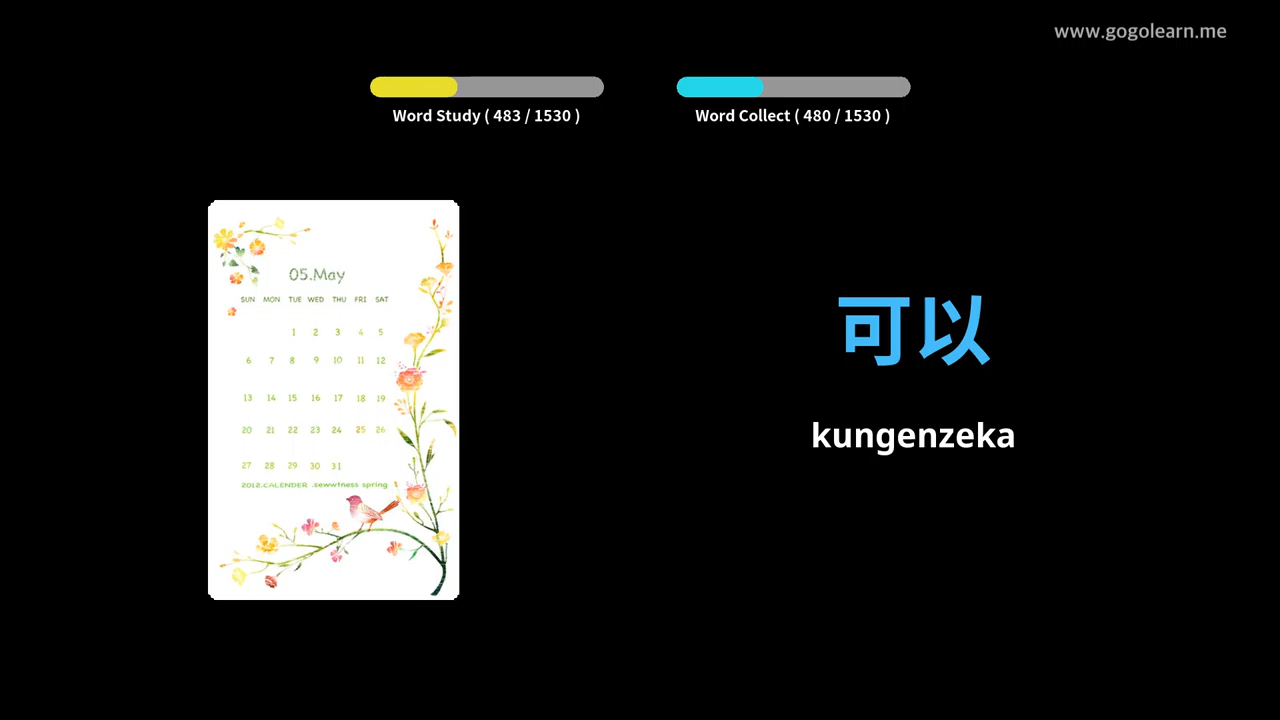 www.gogolearn.me
Word Study ( 483 / 1530 )
Word Collect ( 480 / 1530 )
05.May
SUN MON TUE WED THU FRI SAT
1 2 3 4 5
6 7 8 9 10 11 12
13 14 15 16 17 18 19
20 21 22 23 24 25 26
27 28 29 30 31
2012.CALENDER .sewwtness spring
可以
kungenzeka